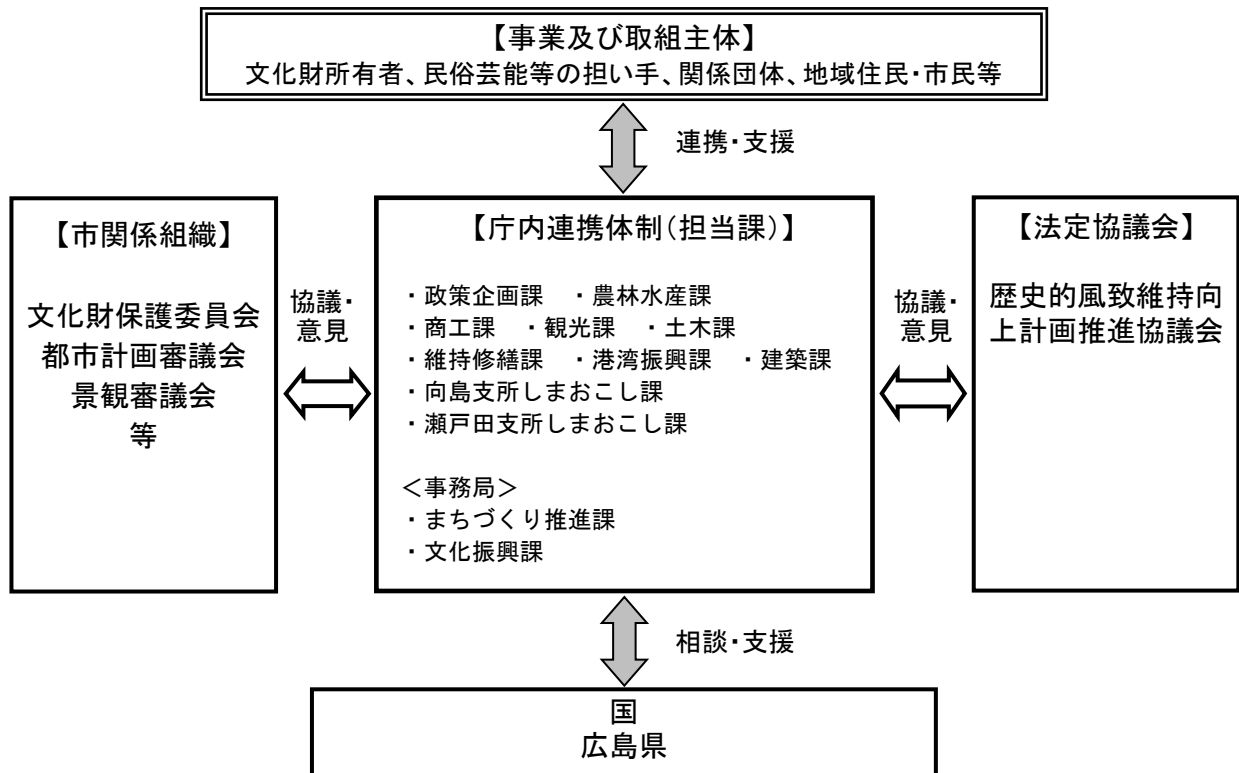 【事業及び取組主体】
文化財所有者、民俗芸能等の担い手、関係団体、地域住民・市民等
連携・支援
【市関係組織】
文化財保護委員会
都市計画審議会
景観審議会
等
協議・
意見
【庁内連携体制(担当課)】
・政策企画課 ・農林水産課
・商工課 ・観光課 ・土木課
・維持修繕課 ・港湾振興課 ・建築課
・向島支所しまおこし課
・瀬戸田支所しまおこし課
＜事務局＞
・まちづくり推進課
・文化振興課
協議・
意見
【法定協議会】
歴史的風致維持向
上計画推進協議会
相談・支援
国
広島県